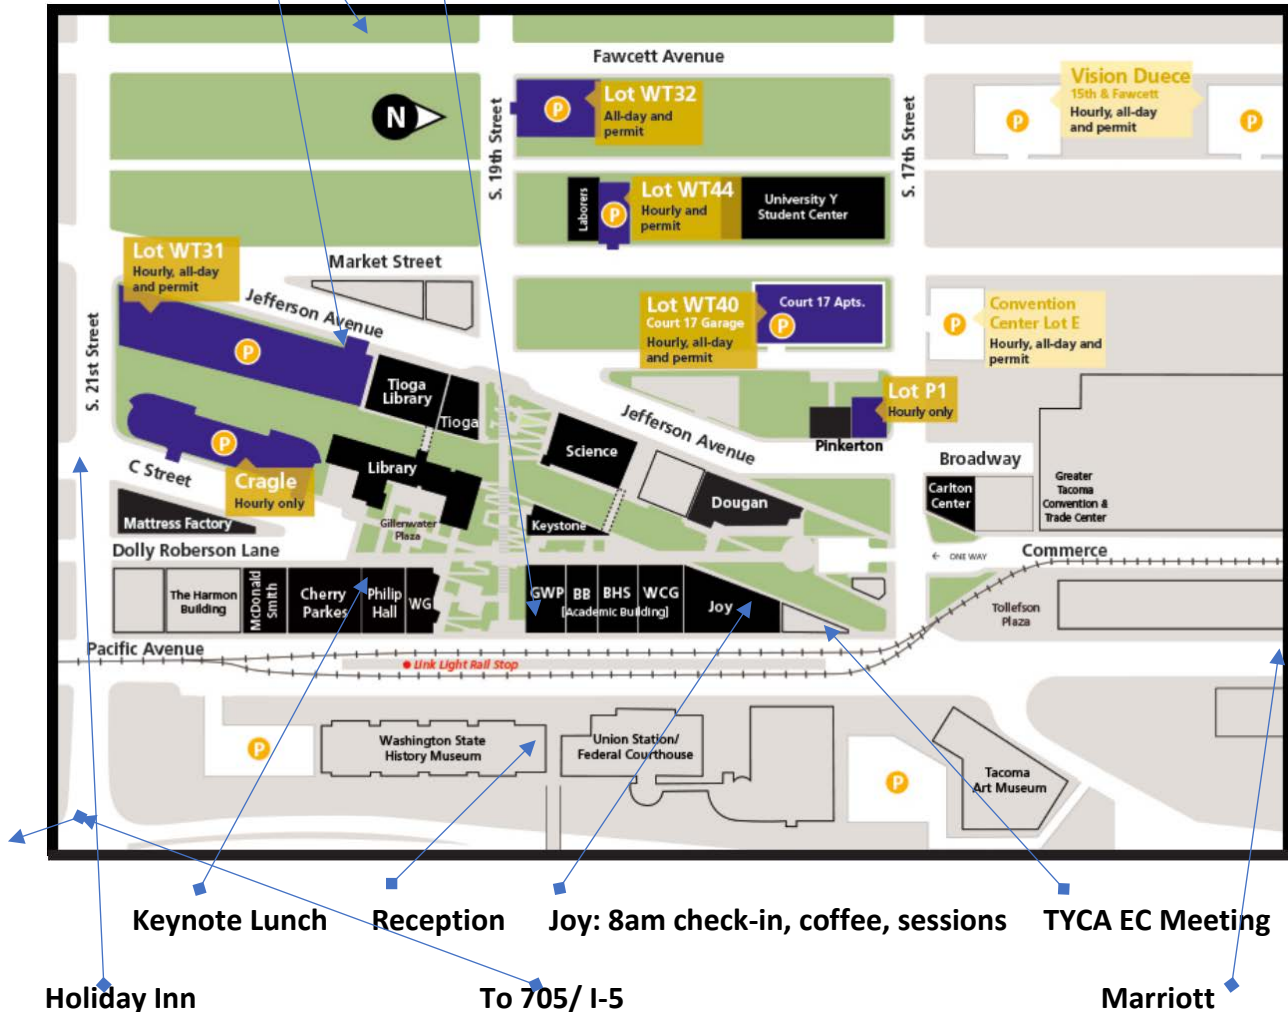 Fawcett Avenue
Vision Duece
15th & Fawcett
Hourly, all-day
and permit
P
P
Lot WT32
All-day and
permit
P
N
S. 19th Street
S. 17th Street
Lot WT44
Hourly and
permit
P
Laborers
University Y
Student Center
Lot WT31
Hourly, all-day
and permit
P
Market Street
Jefferson Avenue
Lot WT40
Court 17 Garage
Hourly, all-day
and permit
Court 17 Apts.
P
Convention
Center Lot E
Hourly, all-day and
permit
P
S. 21st Street
Tioga
Library
Tioga
Lot P1
Hourly only
Jefferson Avenue
Pinkerton
P
C Street
Cragle
Hourly only
Library
Science
Broadway
Carlton
Center
Greater
Tacoma
Convention &
Trade Center
Dougan
Mattress Factory
Gillenwater
Plaza
Keystone
Dolly Roberson Lane
← ONE WAY
Commerce
The Harmon
Building
McDonald
Smith
Cherry
Parkes
Philip
Hall
WG
GWP
BB
BHS
WCG
[Academic Building]
Joy
Tollefson
Plaza
Pacific Avenue
Link Light Rail Stop
P
Washington State
History Museum
Union Station/
Federal Courthouse
P
Tacoma
Art Museum
Keynote Lunch
Reception
Joy: 8am check-in, coffee, sessions
TYCA EC Meeting
Holiday Inn
To 705/ I-5
Marriott